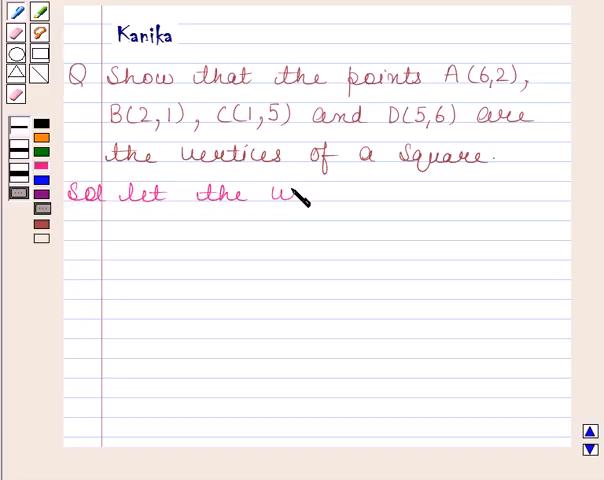 Kanika
Q Show that the points A(6,2),
B(2,1), C(1,5) and D(5,6) are
the vertices of a square.
Sol let the